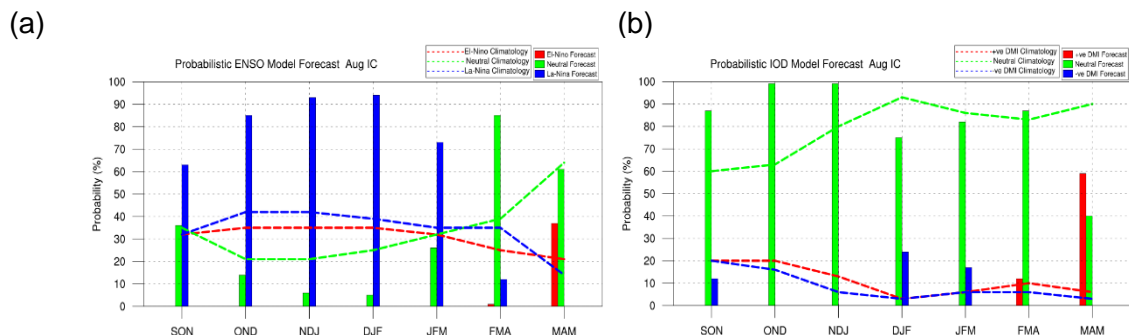 (a)
Probabilistic ENSO Model Forecast Aug IC
El-Nino Climatology
Neutral Climatology
La-Nina Climatology
El-Nino Forecast
Neutral Forecast
La-Nina Forecast
Probability (%)
100
90
80
70
60
50
40
30
20
10
0
SON OND NDJ DJF JFM FMA MAM
(b)
Probabilistic IOD Model Forecast Aug IC
+ve DMI Climatology
Neutral Climatology
-ve DMI Climatology
+ve DMI Forecast
Neutral Forecast
-ve DMI Forecast
Probability (%)
100
90
80
70
60
50
40
30
20
10
0
SON OND NDJ DJF JFM FMA MAM